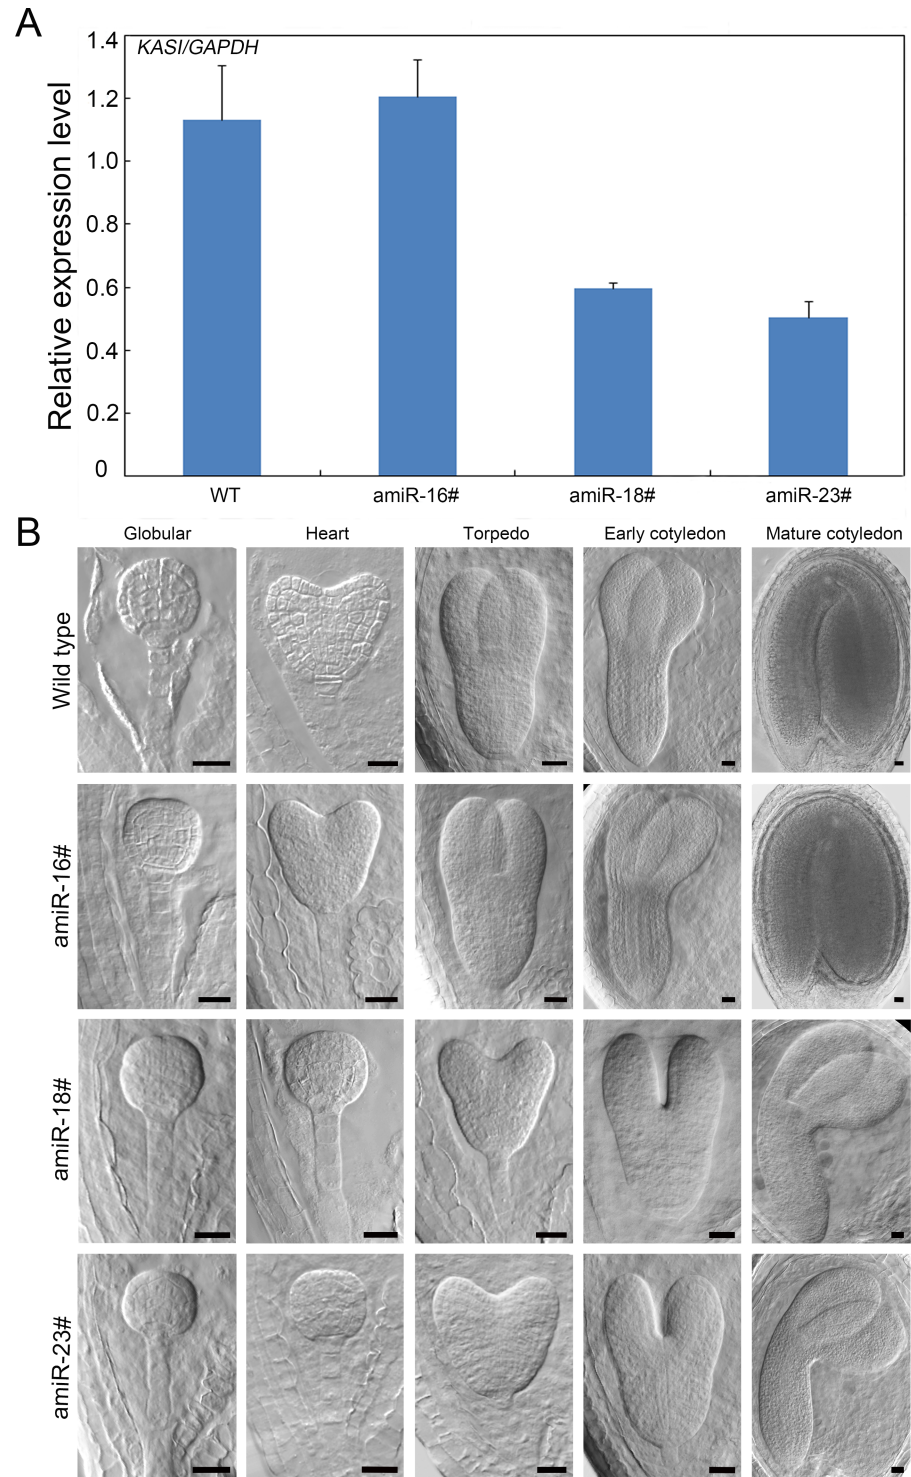 A
KASI/GAPDH
Relative expression level
1.4
1.2
1.0
0.8
0.6
0.4
0.2
0
WT amiR-16# amiR-18# amiR-23#
B
Globular Heart Torpedo Early cotyledon Mature cotyledon
Wild type
amiR-16#
amiR-18#
amiR-23#